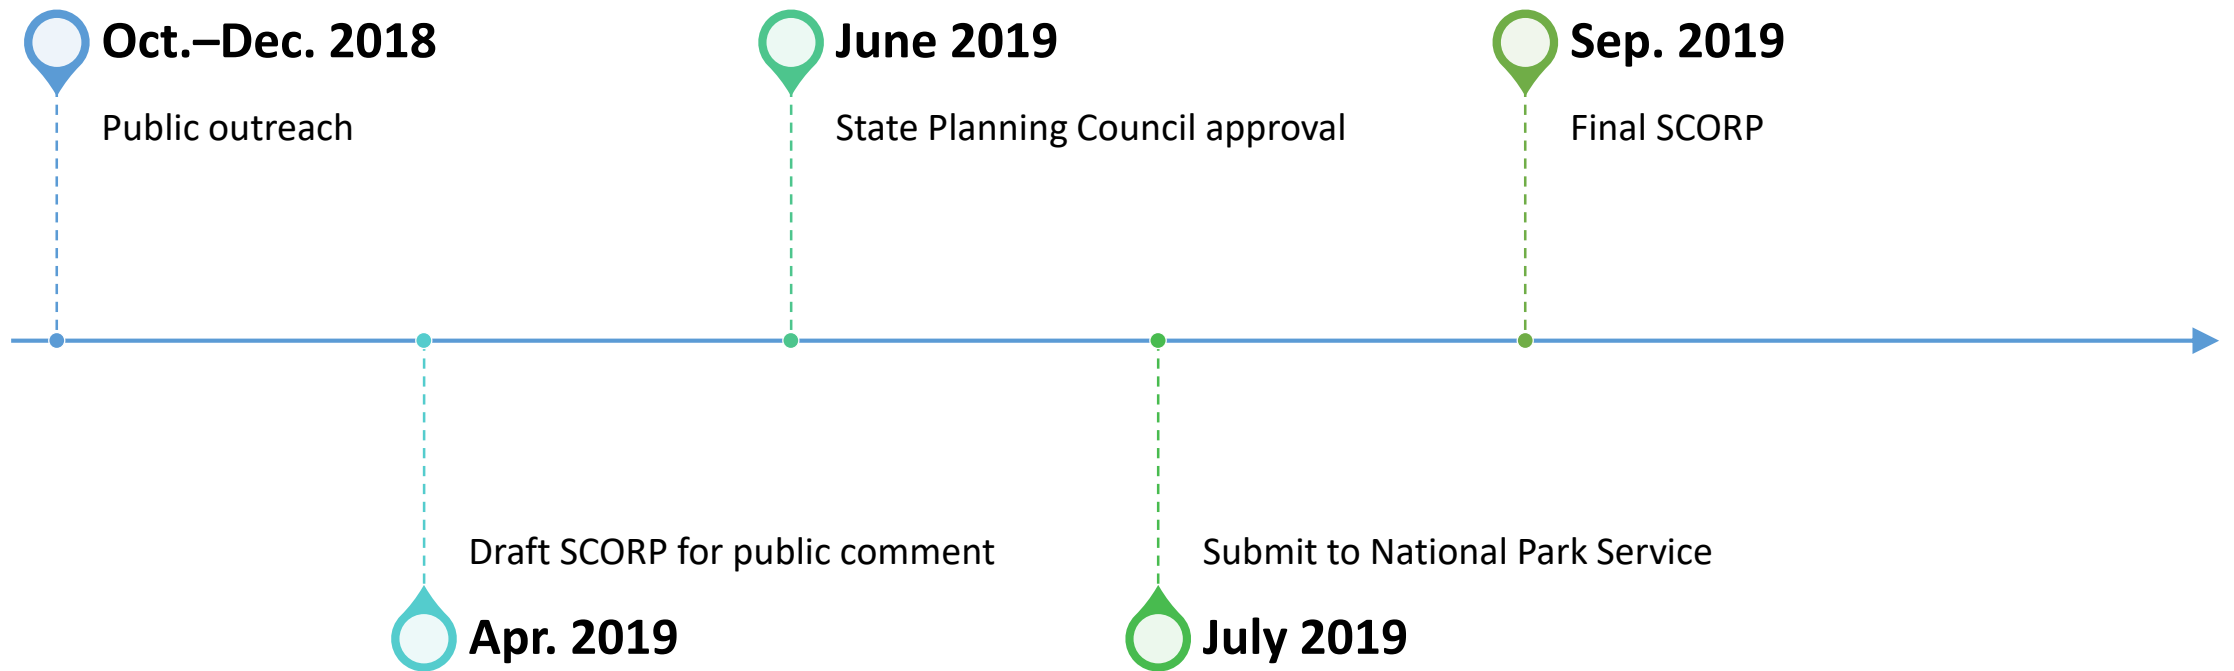 Oct.–Dec. 2018
Public outreach
Draft SCORP for public comment
Apr. 2019
June 2019
State Planning Council approval
Submit to National Park Service
July 2019
Sep. 2019
Final SCORP